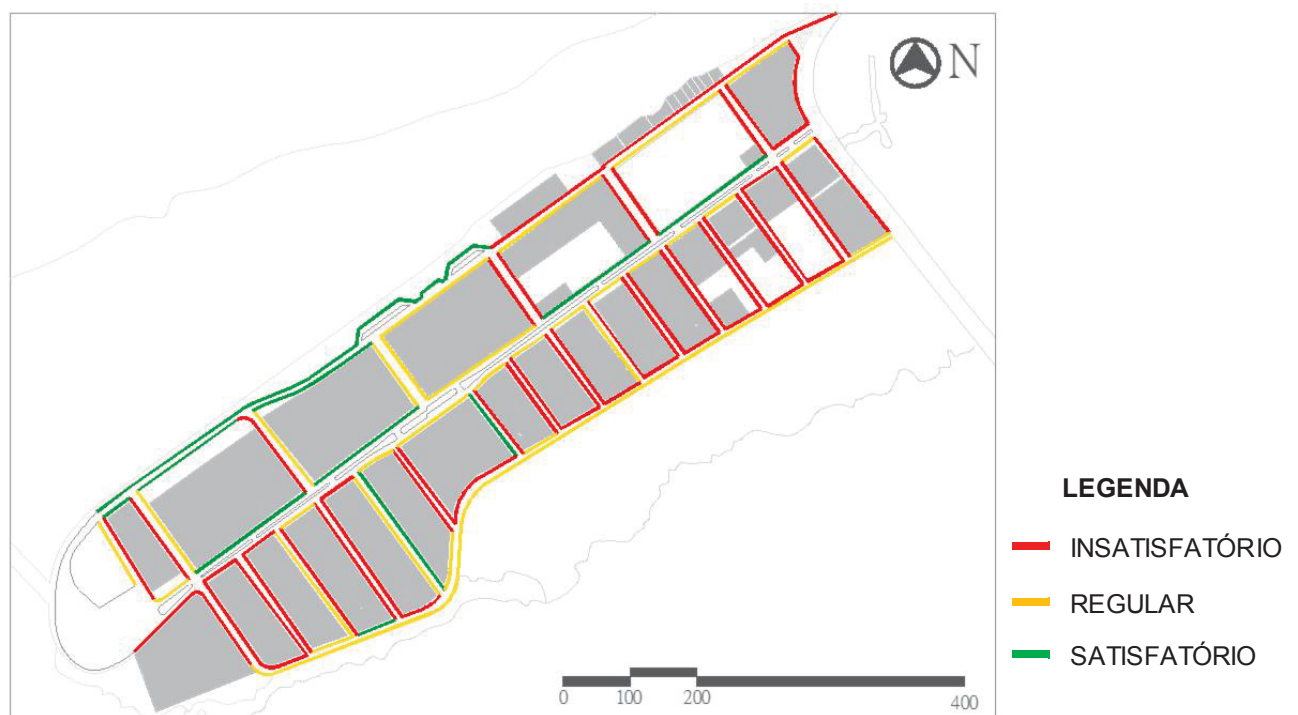 N
LEGENDA
INSATISFATÓRIO
REGULAR
SATISFATÓRIO
0 100 200 400